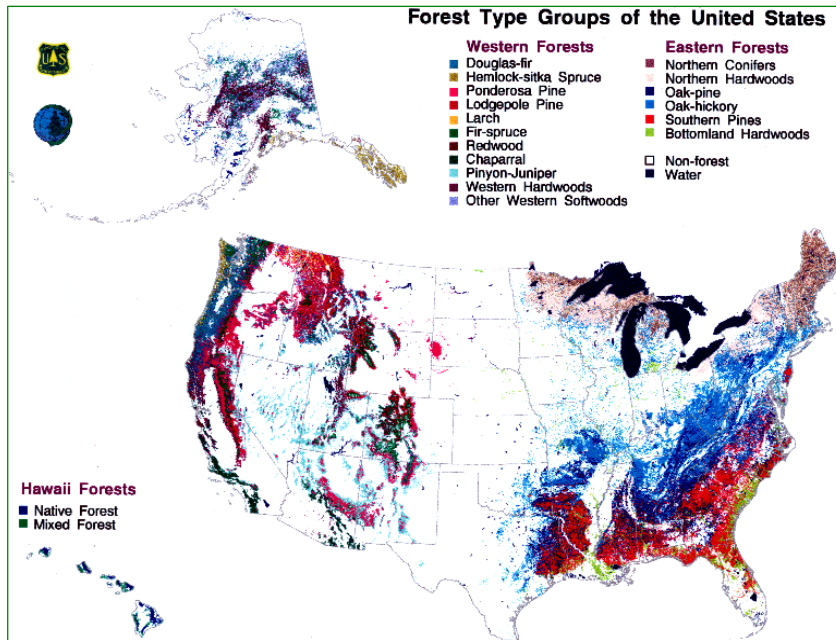 Forest Type Groups of the United States
Western Forests
Douglas-fir
Hemlock-sitka Spruce
Ponderosa Pine
Lodgepole Pine
Larch
Fir-spruce
Redwood
Chaparral
Pinyon-Juniper
Western Hardwoods
Other Western Softwoods
Eastern Forests
Northern Conifers
Northern Hardwoods
Oak-pine
Oak-hickory
Southern Pines
Bottomland Hardwoods
Non-forest
Water
U S
Hawaii Forests
Native Forest
Mixed Forest